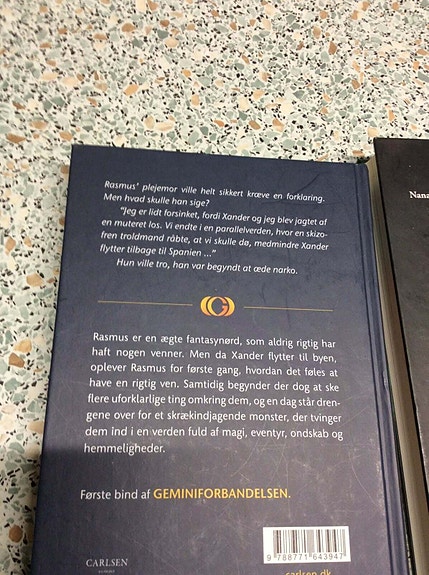 Rasmus' plejemor ville helt sikkert kræve en forklaring.
Men hvad skulle han sige?
"Jeg er lidt forsinket, fordi Xander og jeg blev jagtet af
en muteret los. Vi endte i en parallelverden, hvor en skizo-
fren troldmand råbte, at vi skulle dø, medmindre Xander
flytter tilbage til Spanien ..."
Hun ville tro, han var begyndt at æde narko.
Rasmus er en ægte fantasynørd, som aldrig rigtig har
haft nogen venner. Men da Xander flytter til byen,
oplever Rasmus for første gang, hvordan det føles at
have en rigtig ven. Samtidig begynder der dog at ske
flere uforklarlige ting omkring dem, og en dag står dren-
gene over for et skrækindjagende monster, der tvinger
dem ind i en verden fuld af magi, eventyr, ondskab og
hemmeligheder.
Første bind af GEMINIFORBANDELSEN.
9 788771 643947
CARLSEN
carlsen.dk
Nana